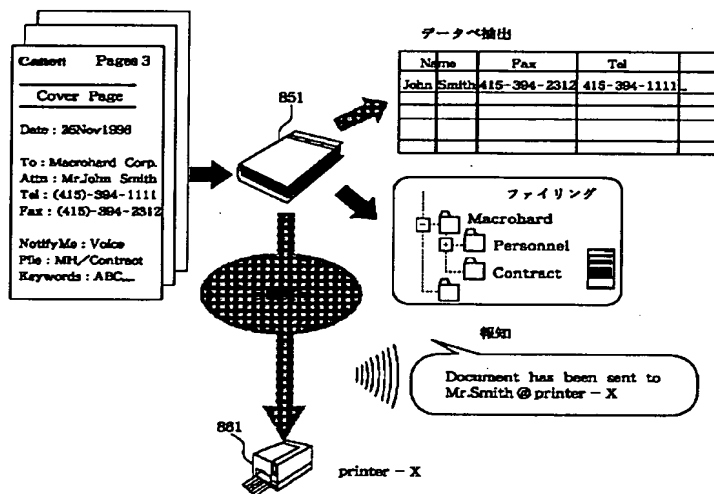 Canon Pages 3
Cover Page
Date : 26Nov1996
To : Macrohard Corp.
Attn : Mr.John Smith
Tel : (415)-394-1111
Fax : (415)-394-2312
NotifyMe : Voice
File : MH/Contract
Keywords : ABC...
851
データベ抽出
Name Fax Tel
John Smith 415-394-2312 415-394-1111...
ファイリング
Macrohard
Personnel
Contract
報知
Document has been sent to
Mr.Smith @ printer-X
881
printer-X